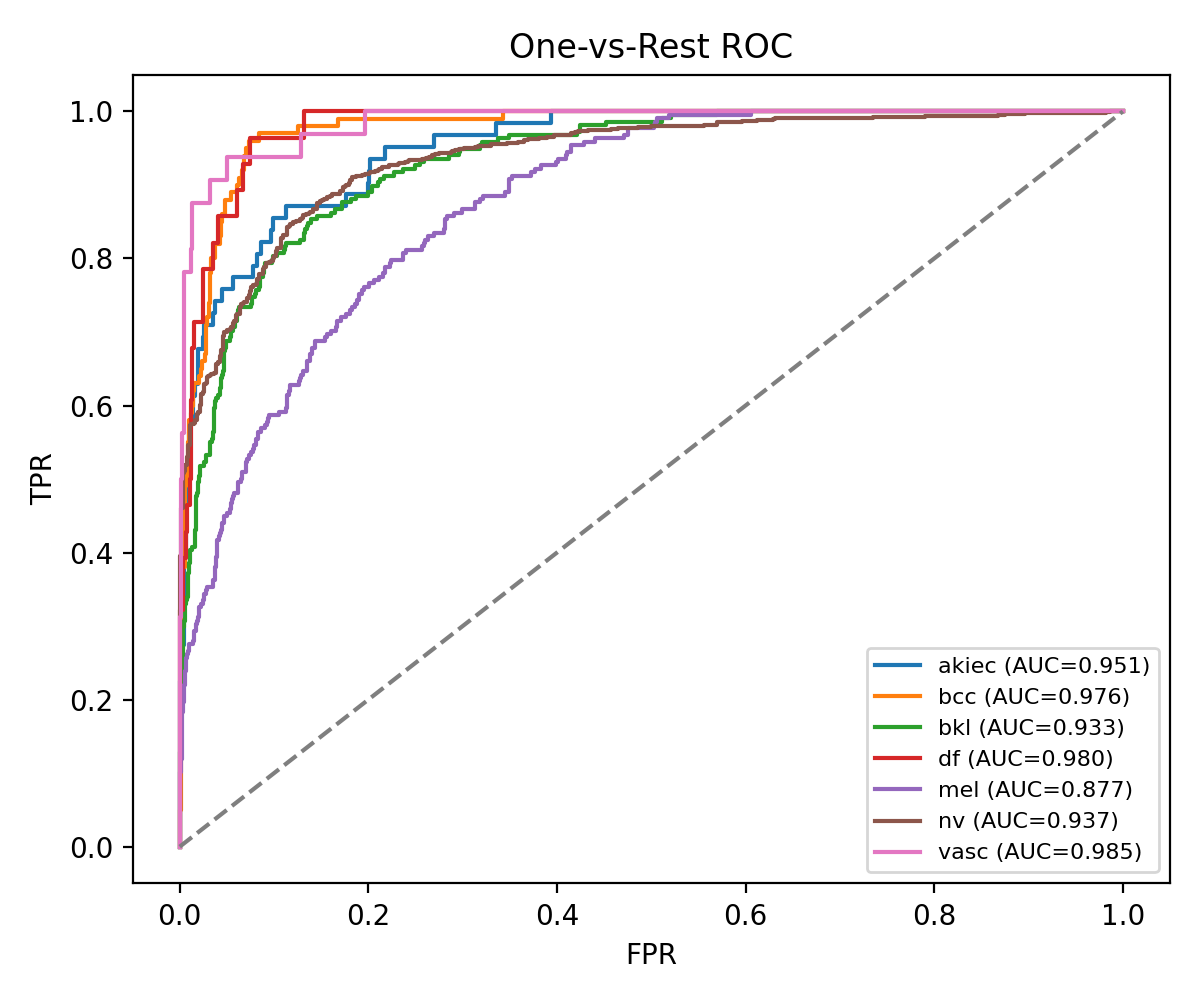 One-vs-Rest ROC
1.0
0.8
0.6
0.4
0.2
0.0
TPR
0.0 0.2 0.4 0.6 0.8 1.0
FPR
akiec (AUC=0.951)
bcc (AUC=0.976)
bkl (AUC=0.933)
df (AUC=0.980)
mel (AUC=0.877)
nv (AUC=0.937)
vasc (AUC=0.985)